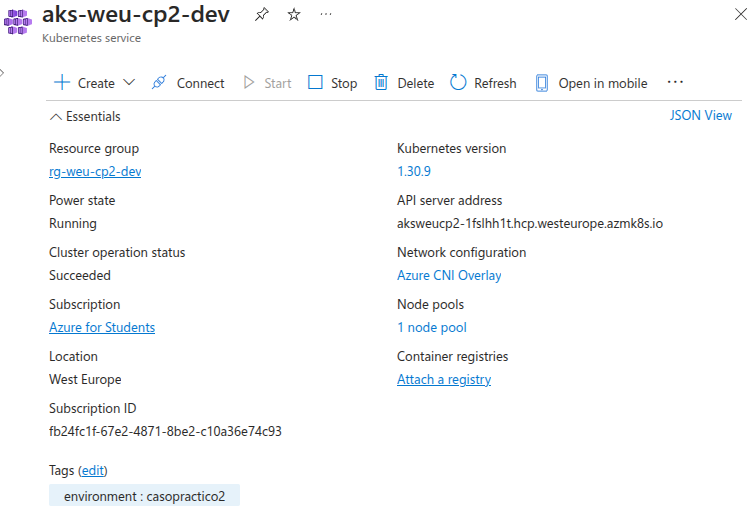 aks-weu-cp2-dev
Kubernetes service
Create
Connect
Start
Stop
Delete
Refresh
Open in mobile
Essentials
JSON View
Resource group
rg-weu-cp2-dev
Power state
Running
Cluster operation status
Succeeded
Subscription
Azure for Students
Location
West Europe
Subscription ID
fb24fc1f-67e2-4871-8be2-c10a36e74c93
Kubernetes version
1.30.9
API server address
aksweucp2-1fslhh1t.hcp.westeurope.azmk8s.io
Network configuration
Azure CNI Overlay
Node pools
1 node pool
Container registries
Attach a registry
Tags (edit)
environment : casopractico2